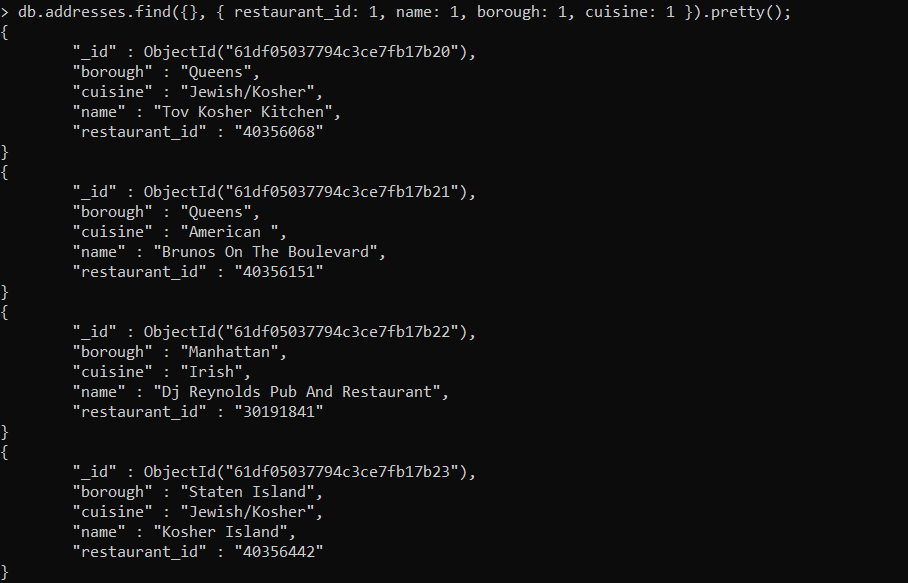 > db.addresses.find({}, { restaurant_id: 1, name: 1, borough: 1, cuisine: 1 }).pretty();
{
        "_id" : ObjectId("61df05037794c3ce7fb17b20"),
        "borough" : "Queens",
        "cuisine" : "Jewish/Kosher",
        "name" : "Tov Kosher Kitchen",
        "restaurant_id" : "40356068"
}
{
        "_id" : ObjectId("61df05037794c3ce7fb17b21"),
        "borough" : "Queens",
        "cuisine" : "American ",
        "name" : "Brunos On The Boulevard",
        "restaurant_id" : "40356151"
}
{
        "_id" : ObjectId("61df05037794c3ce7fb17b22"),
        "borough" : "Manhattan",
        "cuisine" : "Irish",
        "name" : "Dj Reynolds Pub And Restaurant",
        "restaurant_id" : "30191841"
}
{
        "_id" : ObjectId("61df05037794c3ce7fb17b23"),
        "borough" : "Staten Island",
        "cuisine" : "Jewish/Kosher",
        "name" : "Kosher Island",
        "restaurant_id" : "40356442"
}